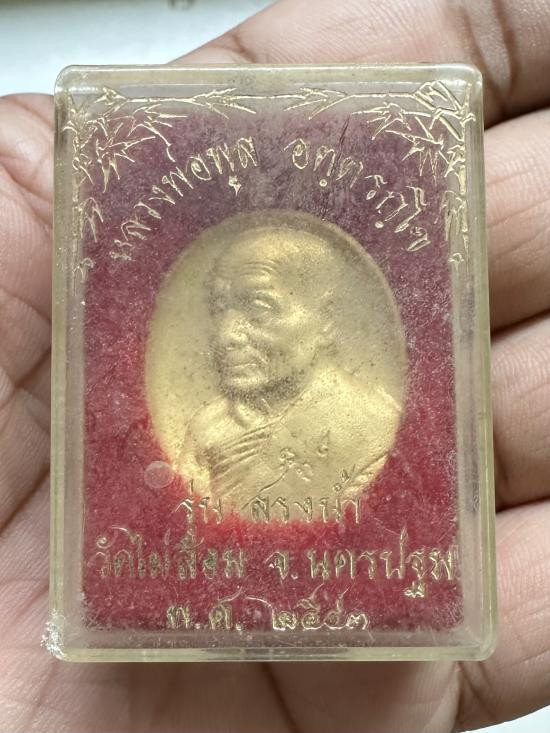 หลวงพ่อพูล อตฺตรกฺโข
รุ่น สรงน้ำ
วัดไผ่ล้อม จ.นครปฐม
พ.ศ. ๒๕๔๓